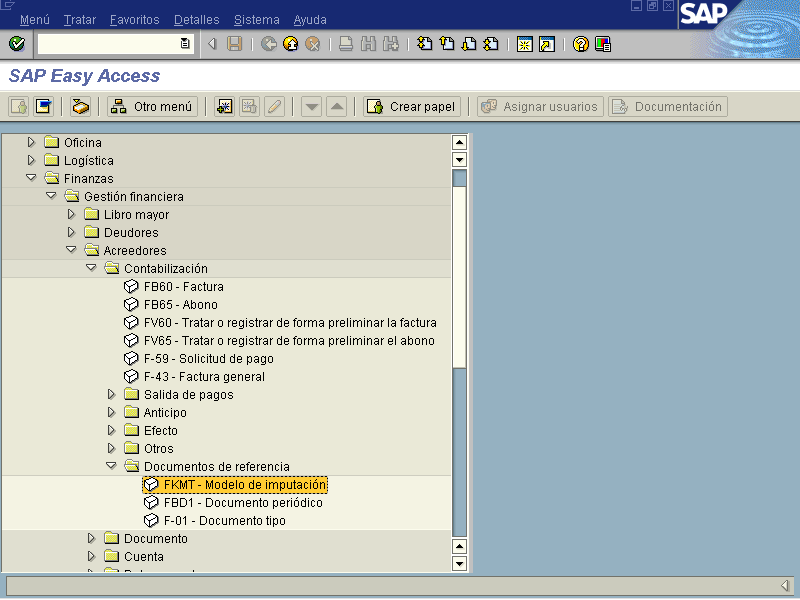 Menú Tratar Favoritos Detalles Sistema Ayuda
SAP
SAP Easy Access
Otro menú Crear papel Asignar usuarios Documentación
Oficina
Logística
Finanzas
Gestión financiera
Libro mayor
Deudores
Acreedores
Contabilización
FB60 - Factura
FB65 - Abono
FV60 - Tratar o registrar de forma preliminar la factura
FV65 - Tratar o registrar de forma preliminar el abono
F-59 - Solicitud de pago
F-43 - Factura general
Salida de pagos
Anticipo
Efecto
Otros
Documentos de referencia
FKMT - Modelo de imputación
FBD1 - Documento periódico
F-01 - Documento tipo
Documento
Cuenta